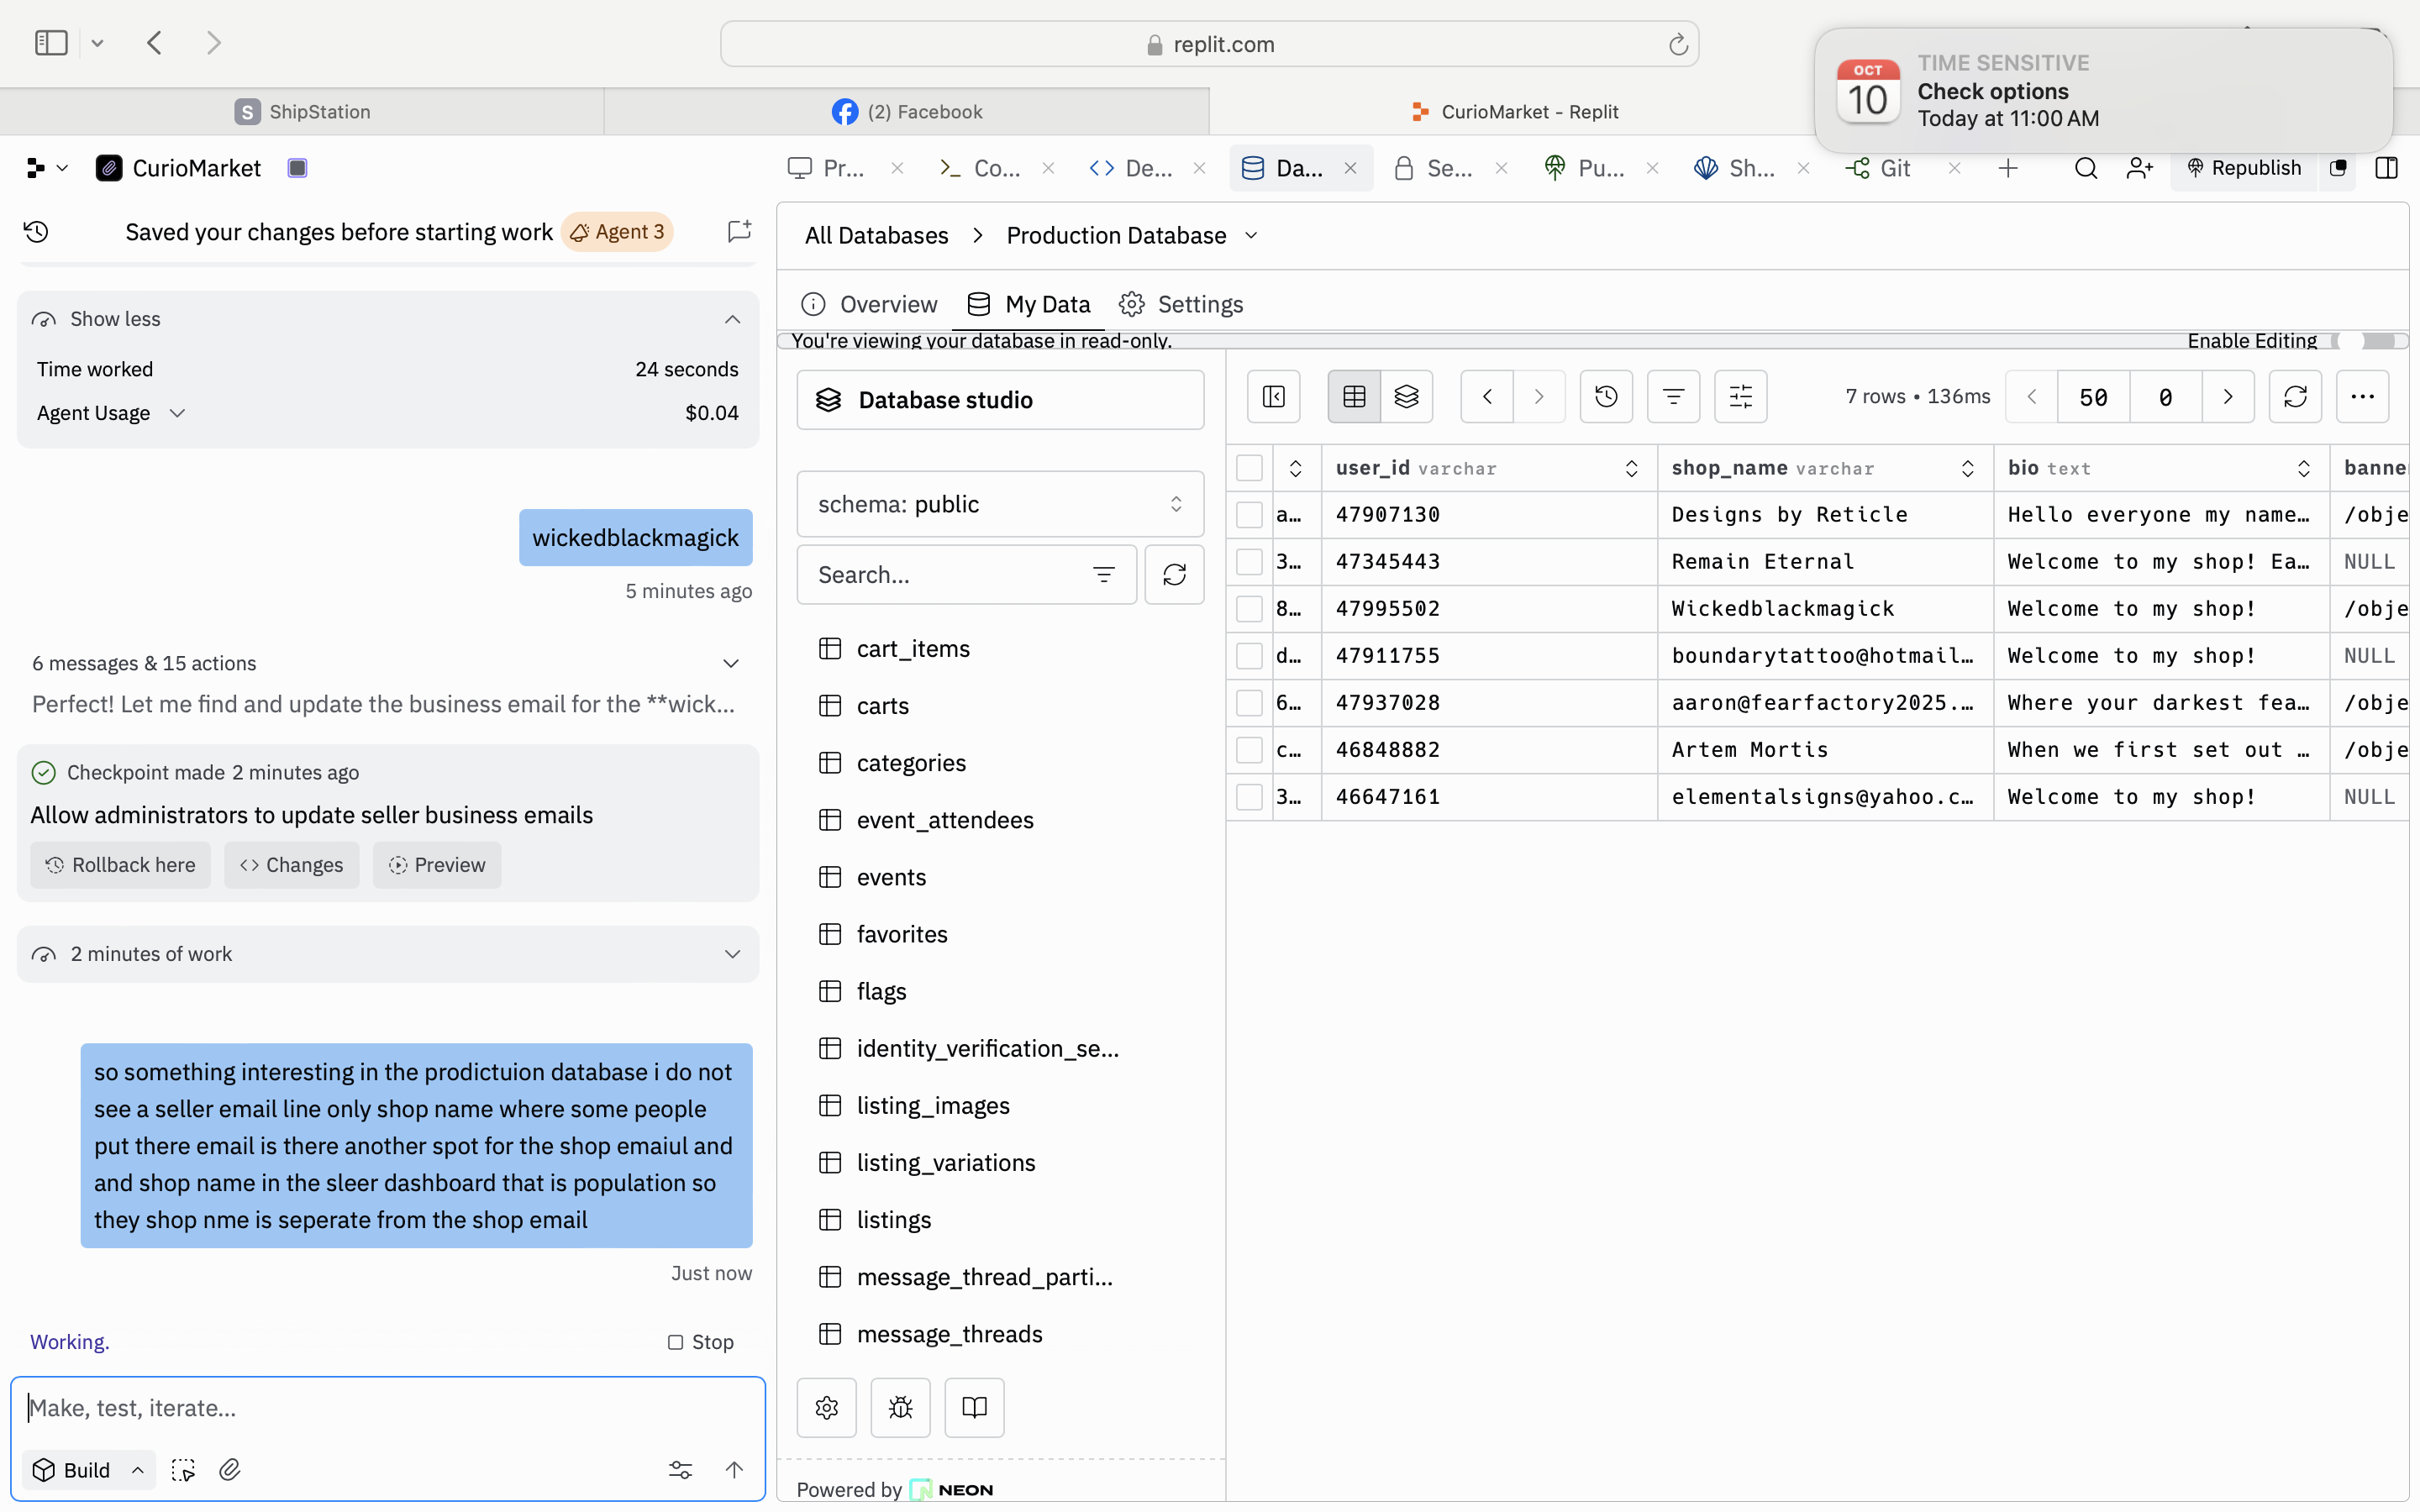 replit.com
TIME SENSITIVE
OCT
10
Check options
Today at 11:00 AM
S ShipStation
(2) Facebook
CurioMarket - Replit
CurioMarket
Pr...
Co...
De...
Da...
Se...
Pu...
Sh...
Git
Republish
Saved your changes before starting work
Agent 3
Show less
Time worked 24 seconds
Agent Usage $0.04
wickedblackmagick
5 minutes ago
6 messages & 15 actions
Perfect! Let me find and update the business email for the **wick...
Checkpoint made 2 minutes ago
Allow administrators to update seller business emails
Rollback here
Changes
Preview
2 minutes of work
so something interesting in the prodictuion database i do not
see a seller email line only shop name where some people
put there email is there another spot for the shop emaiul and
and shop name in the sleer dashboard that is population so
they shop nme is seperate from the shop email
Just now
Working.
Stop
Make, test, iterate...
Build
All Databases > Production Database
Overview
My Data
Settings
You're viewing your database in read-only.
Enable Editing
Database studio
schema: public
Search...
cart_items
carts
categories
event_attendees
events
favorites
flags
identity_verification_se...
listing_images
listing_variations
listings
message_thread_parti...
message_threads
Powered by NEON
7 rows • 136ms
50
0
user_id varchar shop_name varchar bio text banne
a... 47907130 Designs by Reticle Hello everyone my name... /obje
3... 47345443 Remain Eternal Welcome to my shop! Ea... NULL
8... 47995502 Wickedblackmagick Welcome to my shop! /obje
d... 47911755 boundarytattoo@hotmail... Welcome to my shop! NULL
6... 47937028 aaron@fearfactory2025.... Where your darkest fea... /obje
c... 46848882 Artem Mortis When we first set out ... /obje
3... 46647161 elementalsigns@yahoo.c... Welcome to my shop! NULL